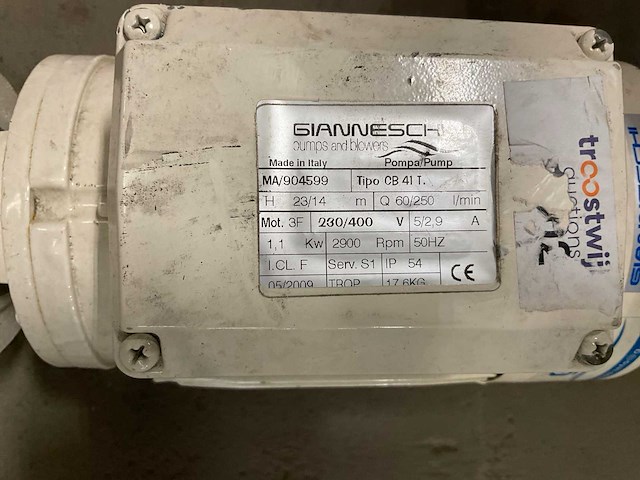 GIANNESCH
pumps and blowers
Made in Italy Pompa/Pump
MA/904599 Tipo CB 41 T.
H 23/14 m Q 60/250 l/min
Mot. 3F 230/400 V 5/2,9 A
1,1 Kw 2900 Rpm 50HZ
I.CL. F Serv. S1 IP 54
05/2009 TROP 17.6KG
CE
troostwijk
auctions